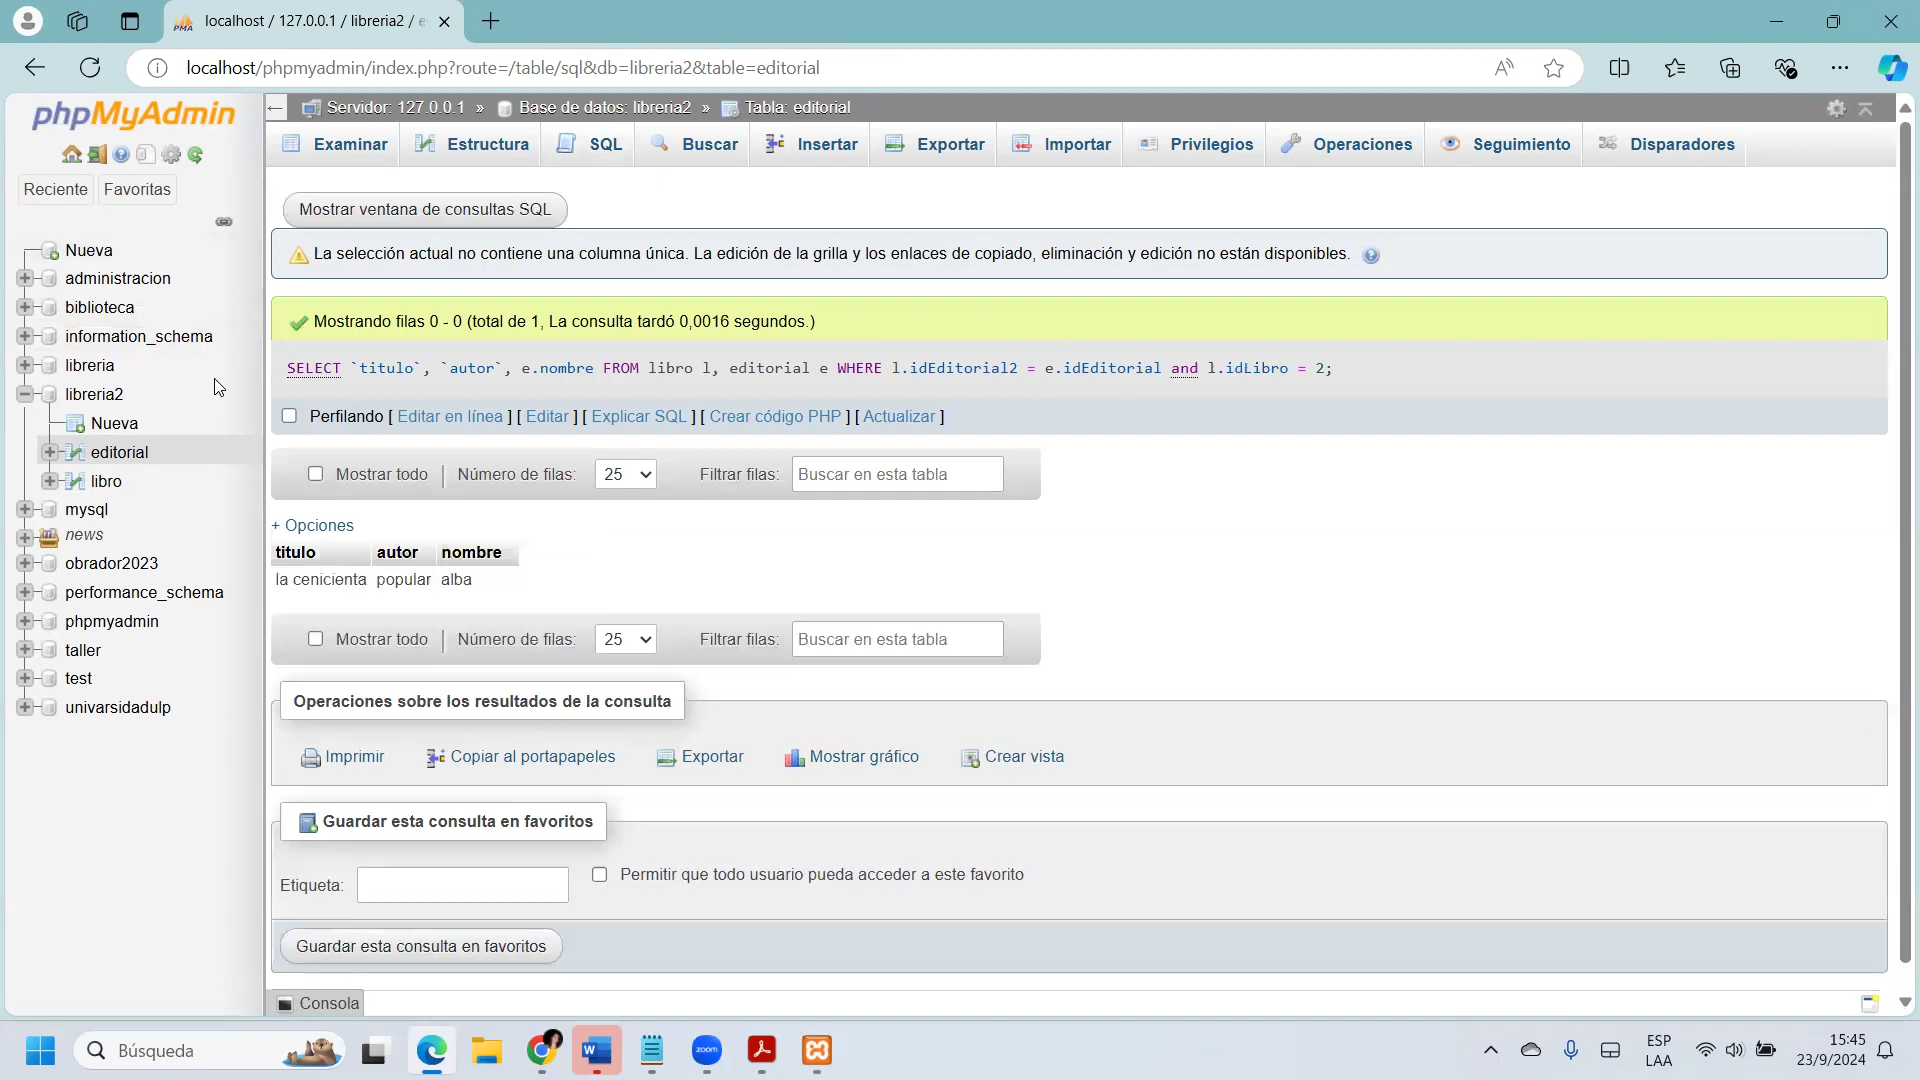 localhost / 127.0.0.1 / libreria2 / e
localhost/phpmyadmin/index.php?route=/table/sql&db=libreria2&table=editorial
phpMyAdmin
Reciente
Favoritas
Nueva
administracion
biblioteca
information_schema
libreria
libreria2
Nueva
editorial
libro
mysql
news
obrador2023
performance_schema
phpmyadmin
taller
test
univarsidadulp
Servidor: 127.0.0.1 » Base de datos: libreria2 » Tabla: editorial
Examinar Estructura SQL Buscar Insertar Exportar Importar Privilegios Operaciones Seguimiento Disparadores
Mostrar ventana de consultas SQL
La selección actual no contiene una columna única. La edición de la grilla y los enlaces de copiado, eliminación y edición no están disponibles.
Mostrando filas 0 - 0 (total de 1, La consulta tardó 0,0016 segundos.)
SELECT `titulo`, `autor`, e.nombre FROM libro l, editorial e WHERE l.idEditorial2 = e.idEditorial and l.idLibro = 2;
Perfilando [ Editar en línea ] [ Editar ] [ Explicar SQL ] [ Crear código PHP ] [ Actualizar ]
Mostrar todo | Número de filas: 25 Filtrar filas: Buscar en esta tabla
+ Opciones
titulo autor nombre
la cenicienta popular alba
Mostrar todo | Número de filas: 25 Filtrar filas: Buscar en esta tabla
Operaciones sobre los resultados de la consulta
Imprimir Copiar al portapapeles Exportar Mostrar gráfico Crear vista
Guardar esta consulta en favoritos
Etiqueta: Permitir que todo usuario pueda acceder a este favorito
Guardar esta consulta en favoritos
Consola
Búsqueda
zoom
ESP
LAA
15:45
23/9/2024